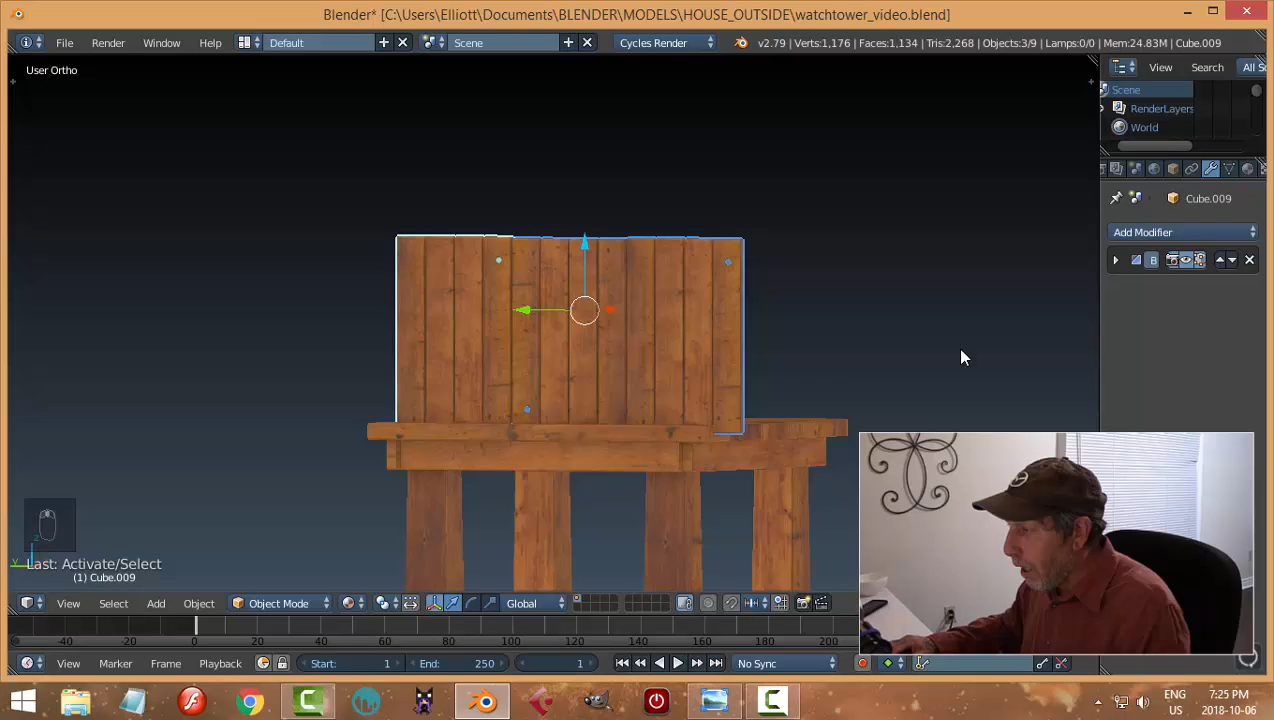 Blender* [C:\Users\Elliott\Documents\BLENDER\MODELS\HOUSE_OUTSIDE\watchtower_video.blend]
File Render Window Help Default Scene Cycles Render v2.79 | Verts:1,176 | Faces:1,134 | Tris:2,268 | Objects:3/9 | Lamps:0/0 | Mem:24.83M | Cube.009
User Ortho
View Search All Sc
Scene
RenderLayers
World
Cube.009
Add Modifier
B
z
Y
Last: Activate/Select
(1) Cube.009
View Select Add Object Object Mode Global
-40 -20 0 20 40 60 80 100 120 140 160 180 200
View Marker Frame Playback Start: 1 End: 250 1 No Sync
ENG 7:25 PM
US 2018-10-06